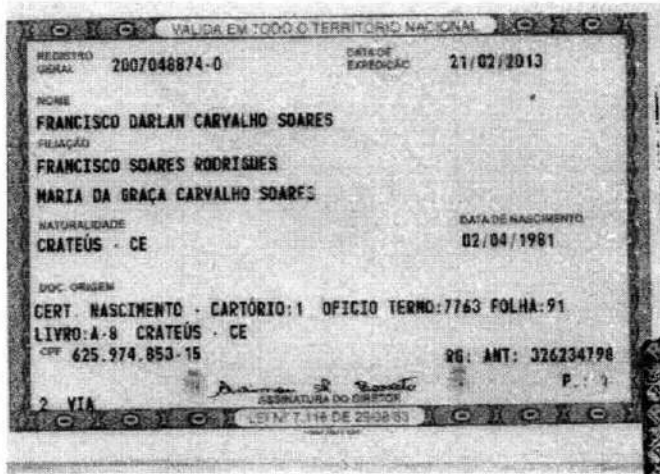 VALIDA EM TODO O TERRITÓRIO NACIONAL
REGISTRO GERAL 2007048874-0 DATA DE EXPEDIÇÃO 21/02/2013
NOME
FRANCISCO DARLAN CARVALHO SOARES
FILIAÇÃO
FRANCISCO SOARES RODRIGUES
MARIA DA GRAÇA CARVALHO SOARES
NATURALIDADE DATA DE NASCIMENTO
CRATEÚS - CE 02/04/1981
DOC. ORIGEM
CERT. NASCIMENTO - CARTÓRIO:1 OFICIO TERMO:7763 FOLHA:91
LIVRO:A-8 CRATEÚS - CE
CPF 625.974.853-15 RG: ANT: 326234798
P.:
2 VIA ASSINATURA DO DIRETOR
LEI Nº 7.116 DE 29/08/83